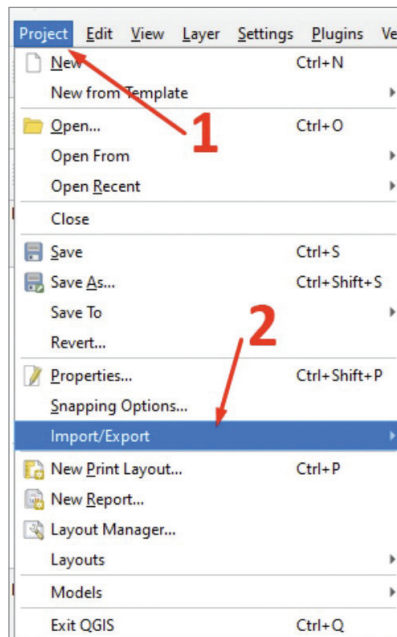 Project Edit View Layer Settings Plugins Ve
New Ctrl+N
New from Template
1
Open... Ctrl+O
Open From
Open Recent
Close
Save Ctrl+S
Save As... Ctrl+Shift+S
Save To
2
Revert...
Properties... Ctrl+Shift+P
Snapping Options...
Import/Export
New Print Layout... Ctrl+P
New Report...
Layout Manager...
Layouts
Models
Exit QGIS Ctrl+Q